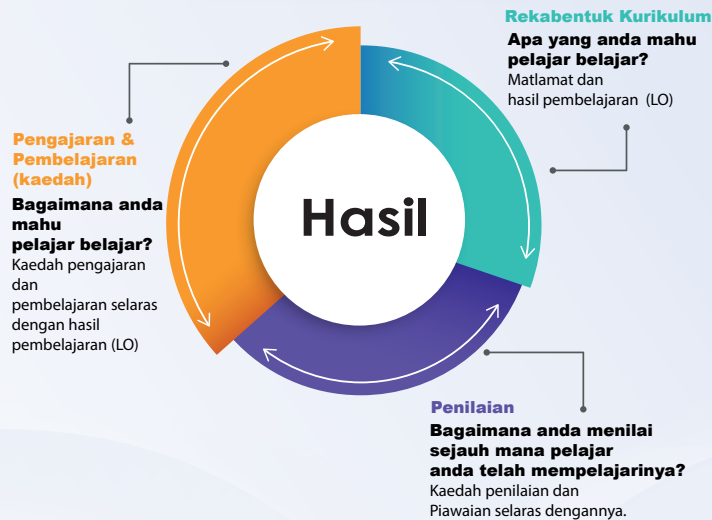 Rekabentuk Kurikulum
Apa yang anda mahu
pelajar belajar?
Matlamat dan
hasil pembelajaran (LO)
Pengajaran &
Pembelajaran
(kaedah)
Bagaimana anda
mahu
pelajar belajar?
Kaedah pengajaran
dan
pembelajaran selaras
dengan hasil
pembelajaran (LO)
Hasil
Penilaian
Bagaimana anda menilai
sejauh mana pelajar
anda telah mempelajarinya?
Kaedah penilaian dan
Piawaian selaras dengannya.